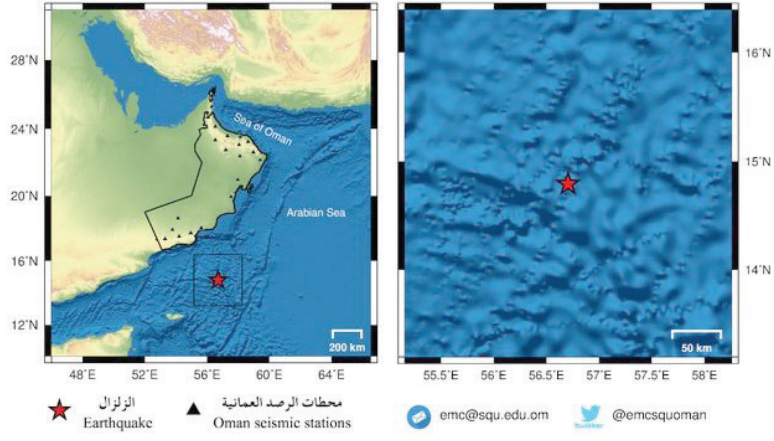 28°N
24°N
20°N
16°N
12°N
48°E
52°E
56°E
60°E
64°E
Sea of Oman
Arabian Sea
200 km
16°N
15°N
14°N
55.5°E
56°E
56.5°E
57°E
57.5°E
58°E
50 km
الزلزال
Earthquake
محطات الرصد العمانية
Oman seismic stations
emc@squ.edu.om
twitter
@emcsquoman